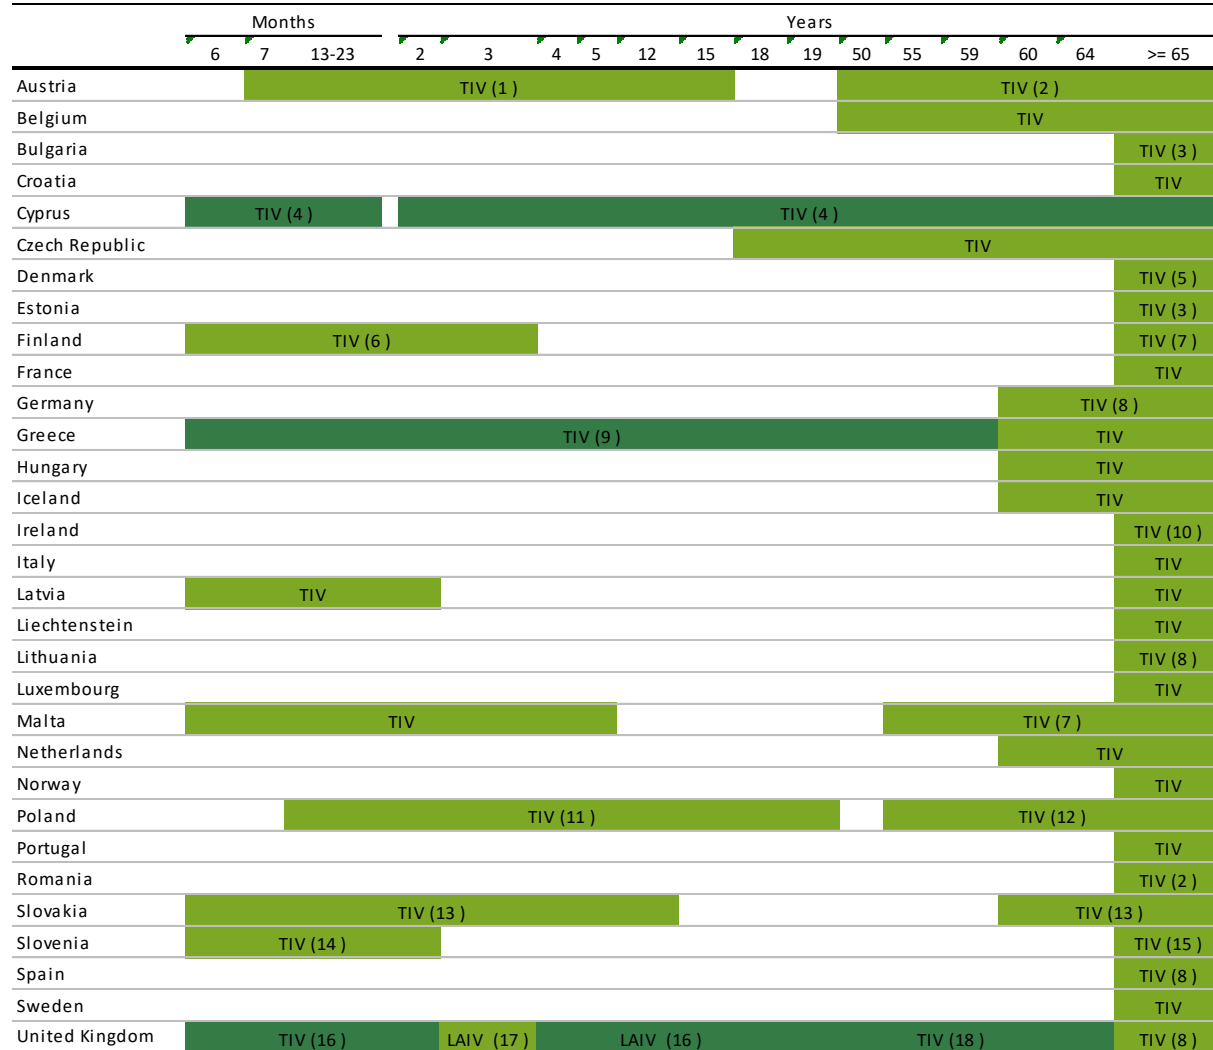 Months Years
6 7 13-23 2 3 4 5 12 15 18 19 50 55 59 60 64 >= 65
Austria TIV (1 ) TIV (2 )
Belgium TIV
Bulgaria TIV (3 )
Croatia TIV
Cyprus TIV (4 ) TIV (4 )
Czech Republic TIV
Denmark TIV (5 )
Estonia TIV (3 )
Finland TIV (6 ) TIV (7 )
France TIV
Germany TIV (8 )
Greece TIV (9 ) TIV
Hungary TIV
Iceland TIV
Ireland TIV (10 )
Italy TIV
Latvia TIV TIV
Liechtenstein TIV
Lithuania TIV (8 )
Luxembourg TIV
Malta TIV TIV (7 )
Netherlands TIV
Norway TIV
Poland TIV (11 ) TIV (12 )
Portugal TIV
Romania TIV (2 )
Slovakia TIV (13 ) TIV (13 )
Slovenia TIV (14 ) TIV (15 )
Spain TIV (8 )
Sweden TIV
United Kingdom TIV (16 ) LAIV (17 ) LAIV (16 ) TIV (18 ) TIV (8 )